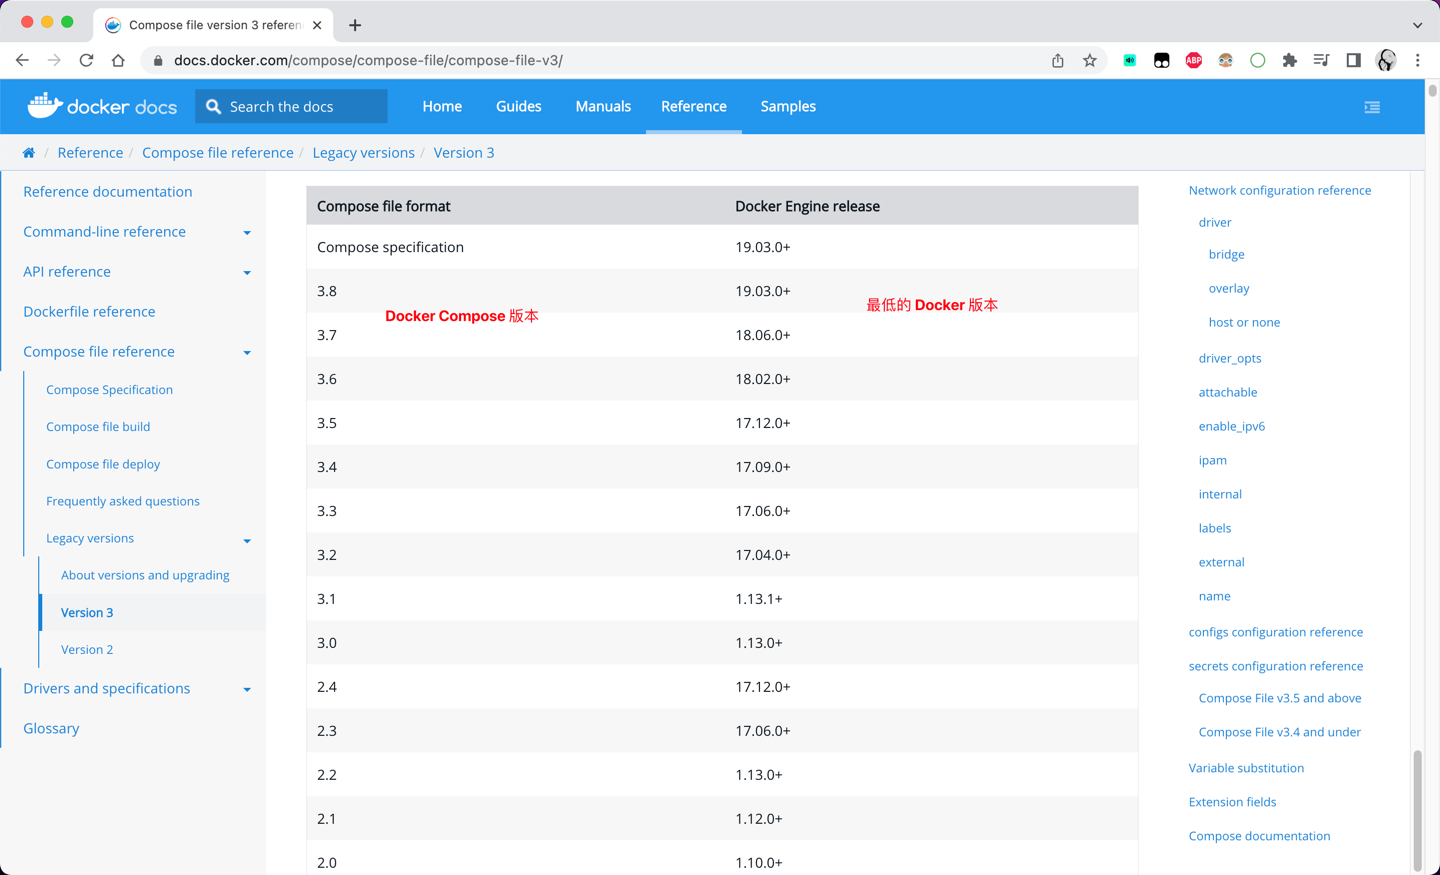 Compose file version 3 referen
docs.docker.com/compose/compose-file/compose-file-v3/
ABP
docker docs
Search the docs
Home
Guides
Manuals
Reference
Samples
/ Reference / Compose file reference / Legacy versions / Version 3
Reference documentation
Command-line reference
API reference
Dockerfile reference
Compose file reference
Compose Specification
Compose file build
Compose file deploy
Frequently asked questions
Legacy versions
About versions and upgrading
Version 3
Version 2
Drivers and specifications
Glossary
Compose file format Docker Engine release
Compose specification 19.03.0+
3.8 19.03.0+
Docker Compose 版本 最低的 Docker 版本
3.7 18.06.0+
3.6 18.02.0+
3.5 17.12.0+
3.4 17.09.0+
3.3 17.06.0+
3.2 17.04.0+
3.1 1.13.1+
3.0 1.13.0+
2.4 17.12.0+
2.3 17.06.0+
2.2 1.13.0+
2.1 1.12.0+
2.0 1.10.0+
Network configuration reference
driver
bridge
overlay
host or none
driver_opts
attachable
enable_ipv6
ipam
internal
labels
external
name
configs configuration reference
secrets configuration reference
Compose File v3.5 and above
Compose File v3.4 and under
Variable substitution
Extension fields
Compose documentation